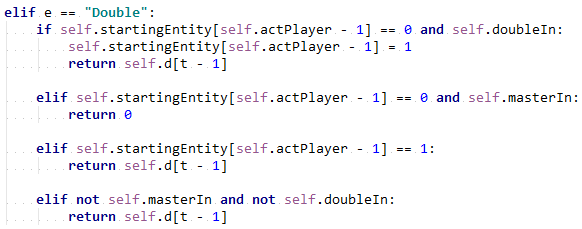 elif e == "Double":
if self.startingEntity[self.actPlayer - 1] == 0 and self.doubleIn:
self.startingEntity[self.actPlayer - 1] = 1
return self.d[t - 1]
elif self.startingEntity[self.actPlayer - 1] == 0 and self.masterIn:
return 0
elif self.startingEntity[self.actPlayer - 1] == 1:
return self.d[t - 1]
elif not self.masterIn and not self.doubleIn:
return self.d[t - 1]